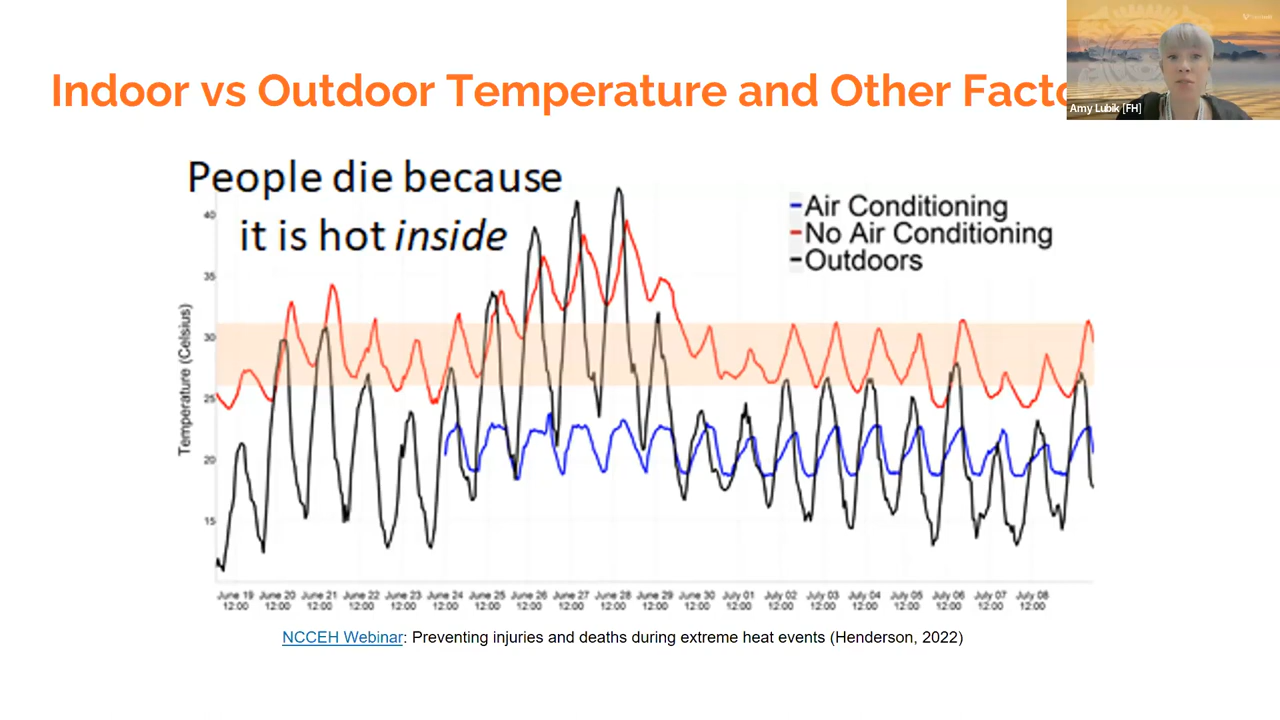 Indoor vs Outdoor Temperature and Other Facto
Amy Lubik [FH]
People die because
it is hot inside
Air Conditioning
No Air Conditioning
Outdoors
Temperature (Celsius)
40
35
30
25
20
15
June 19 June 20 June 21 June 22 June 23 June 24 June 25 June 26 June 27 June 28 June 29 June 30 July 01 July 02 July 03 July 04 July 05 July 06 July 07 July 08
12:00 12:00 12:00 12:00 12:00 12:00 12:00 12:00 12:00 12:00 12:00 12:00 12:00 12:00 12:00 12:00 12:00 12:00 12:00 12:00
NCCEH Webinar: Preventing injuries and deaths during extreme heat events (Henderson, 2022)